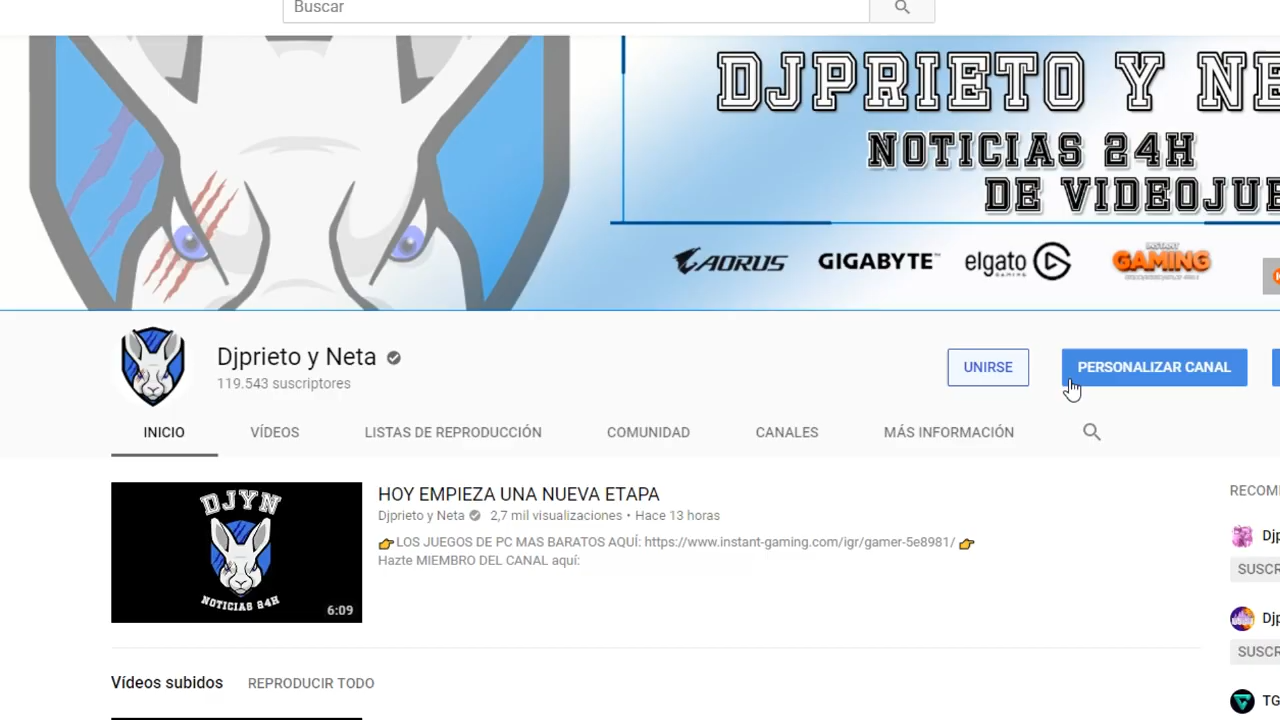 Buscar
DJPRIETO Y NE
NOTICIAS 24H
DE VIDEOJUE
AORUS GIGABYTE™ elgato GAMING INSTANT GAMING
Djprieto y Neta
119.543 suscriptores
UNIRSE
PERSONALIZAR CANAL
INICIO VÍDEOS LISTAS DE REPRODUCCIÓN COMUNIDAD CANALES MÁS INFORMACIÓN
DJYN
NOTICIAS 24H
6:09
HOY EMPIEZA UNA NUEVA ETAPA
Djprieto y Neta 2,7 mil visualizaciones • Hace 13 horas
👉LOS JUEGOS DE PC MAS BARATOS AQUÍ: https://www.instant-gaming.com/igr/gamer-5e8981/ 👉
Hazte MIEMBRO DEL CANAL aquí:
RECOM
Djp
SUSCR
Djp
SUSCR
TG
Vídeos subidos REPRODUCIR TODO